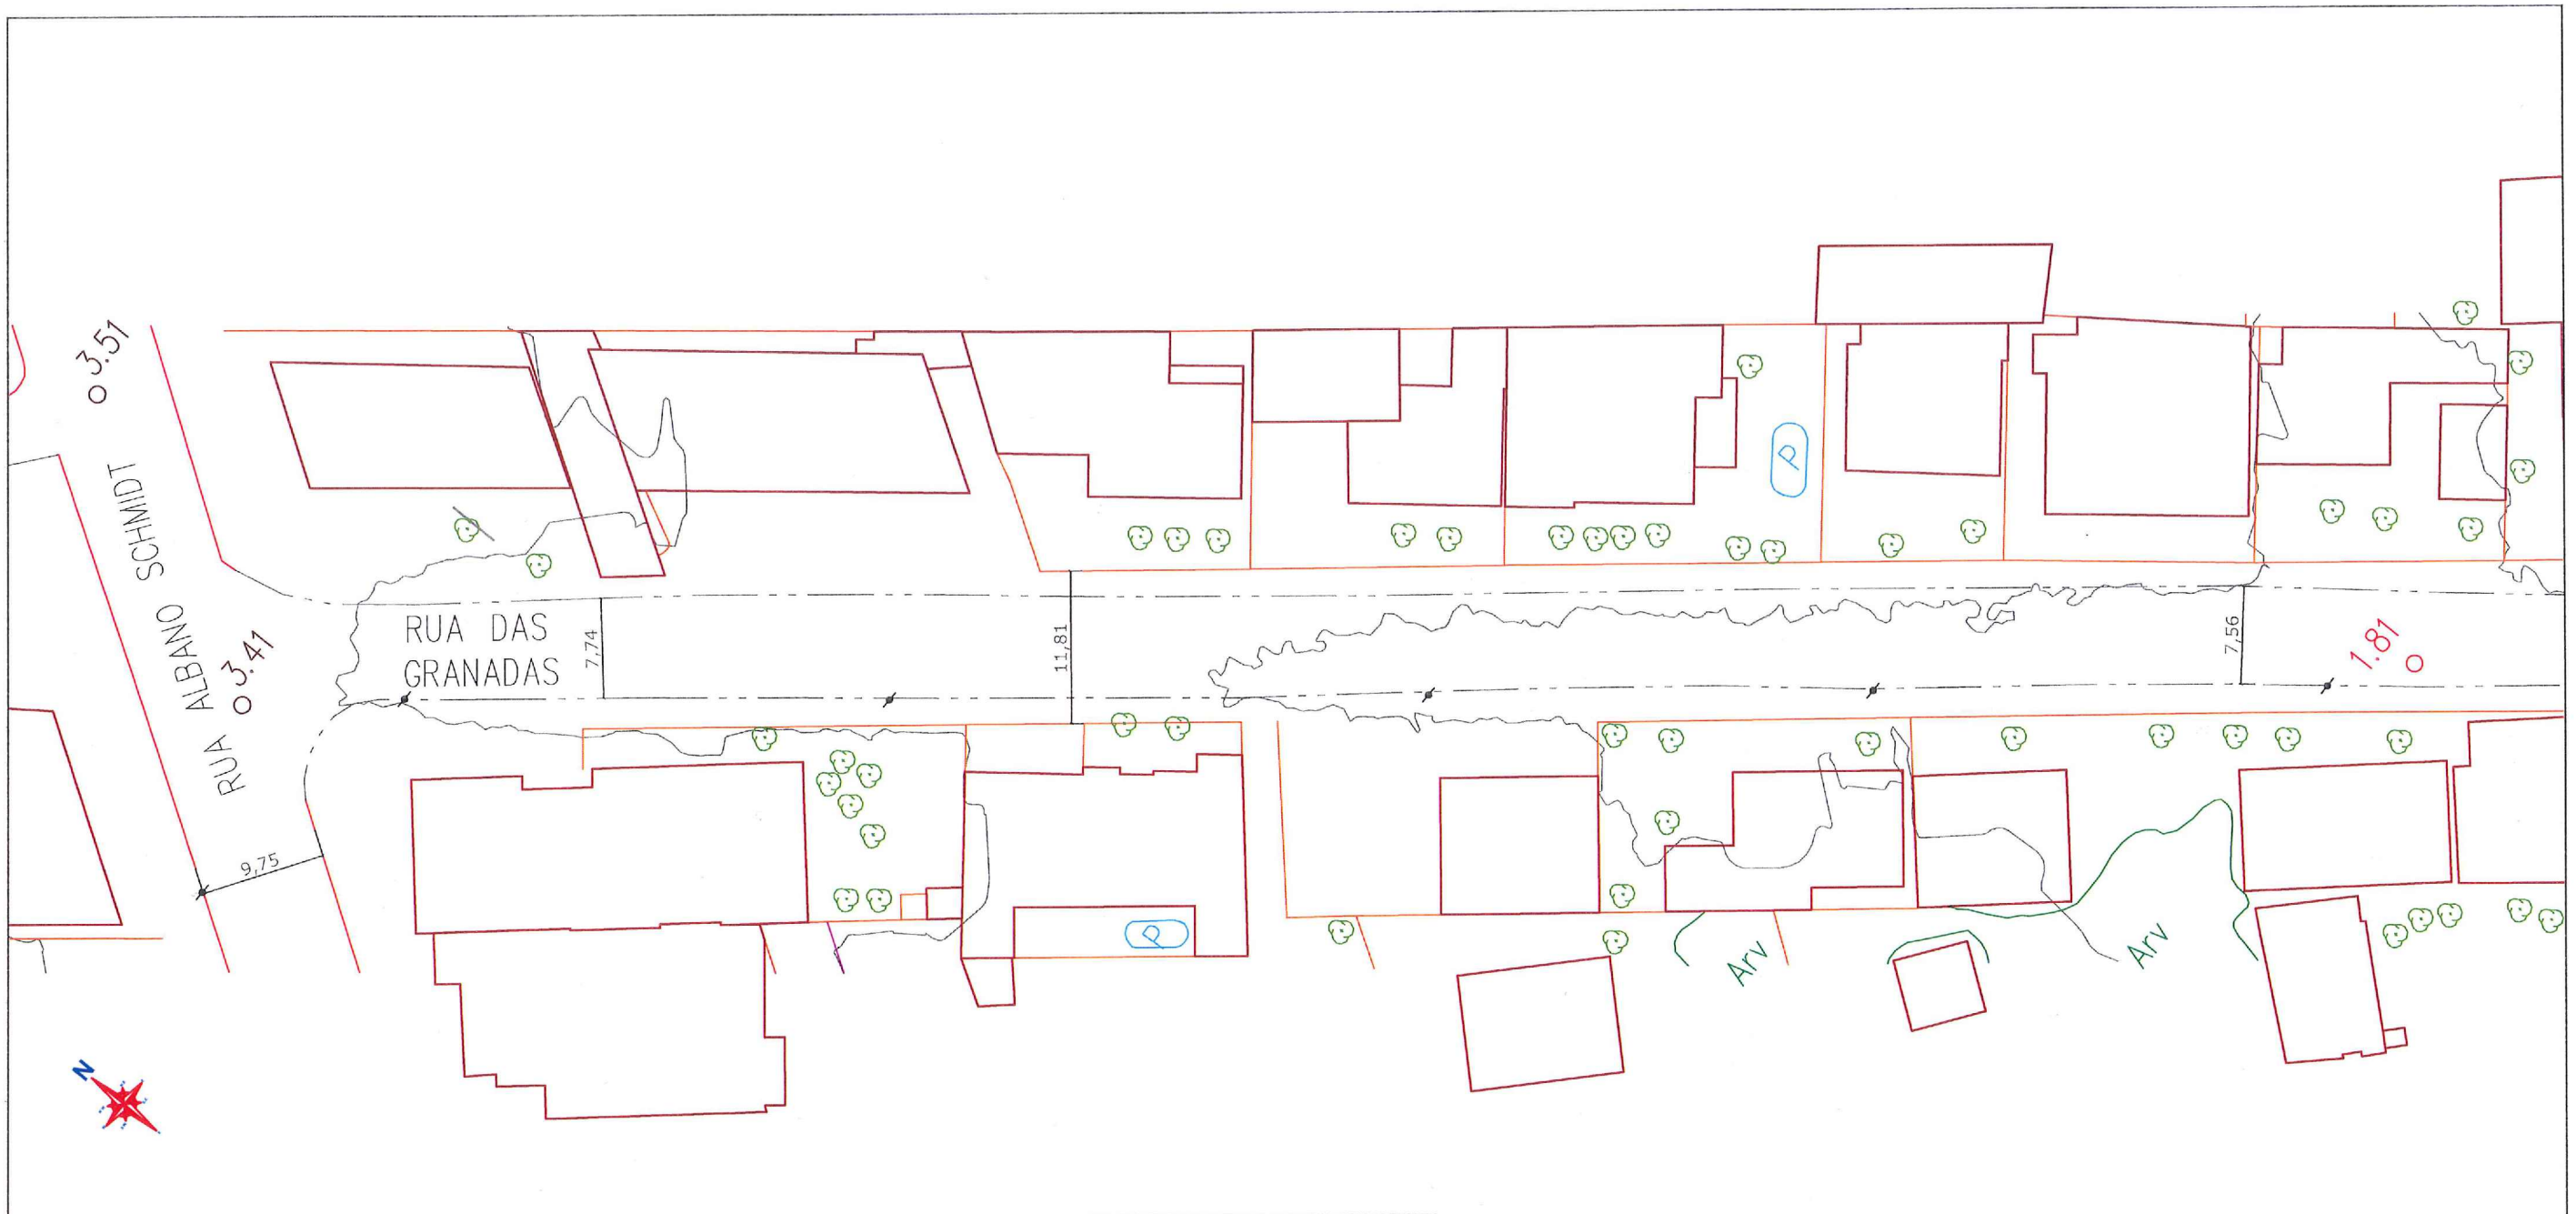 3.51
RUA ALBANO SCHMIDT
3.41
RUA DAS
GRANADAS
7,74
11,81
7,56
1.81
9,75
P
P
Arv
Arv
N